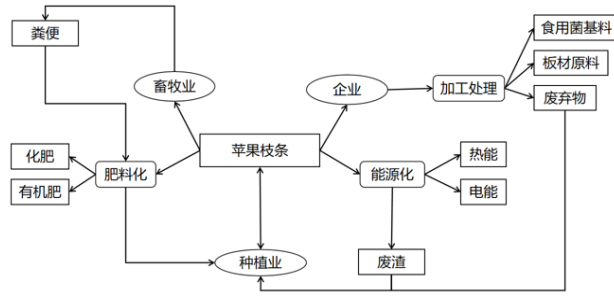 粪便
食用菌基料
板材原料
畜牧业
企业
加工处理
废弃物
化肥
有机肥
肥料化
苹果枝条
能源化
热能
电能
种植业
废渣